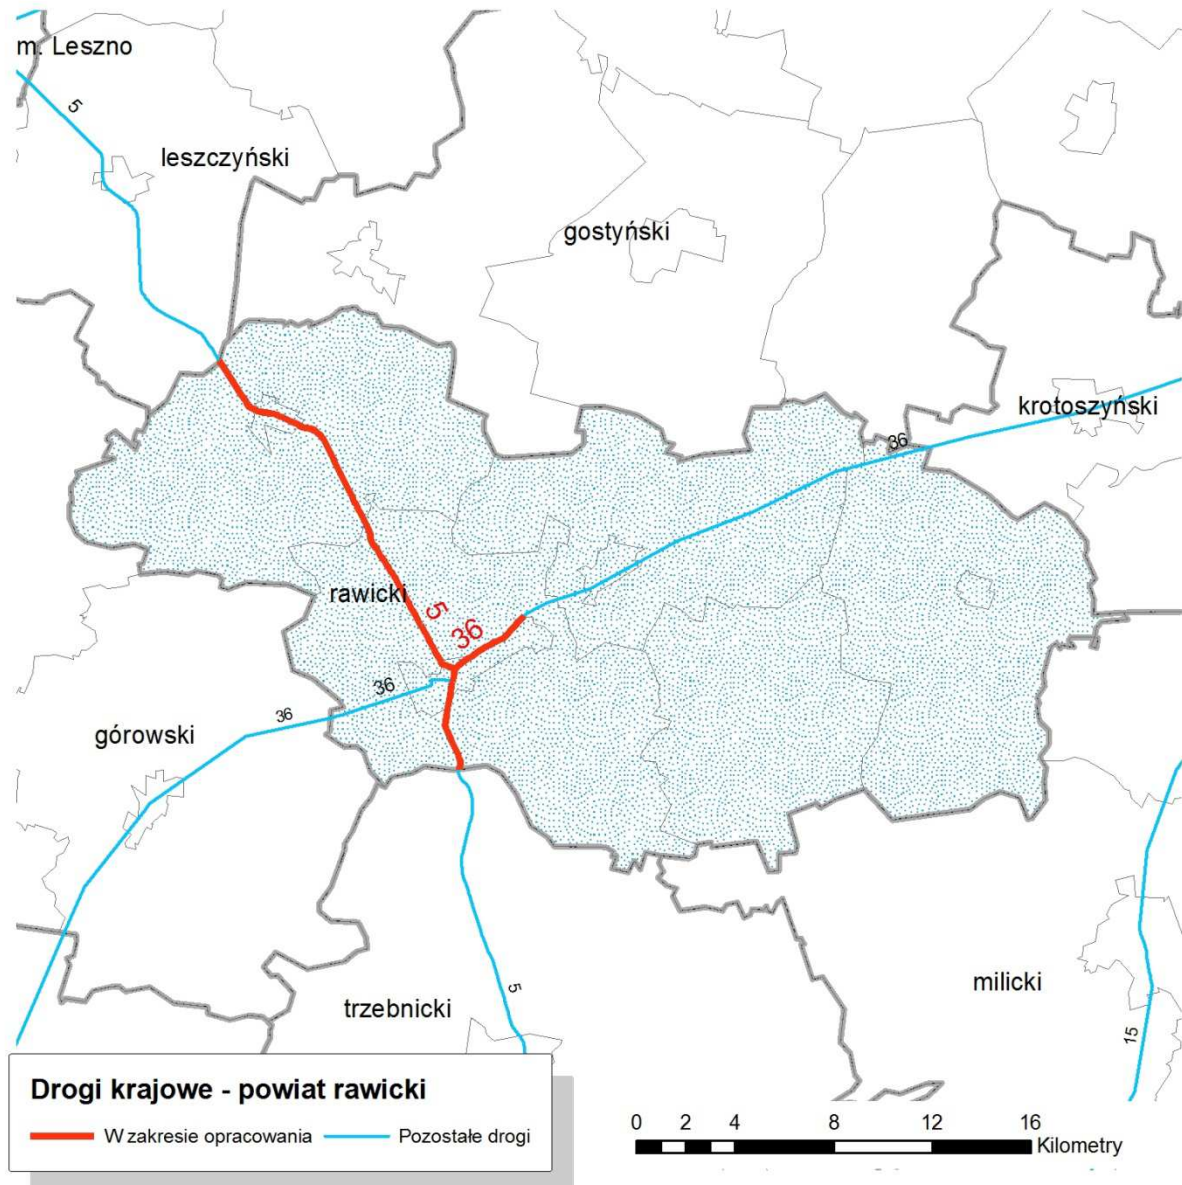 m. Leszno
5
leszczyński
gostyński
krotoszyński
36
rawicki
5
36
36
36
górowski
milicki
trzebnicki
5
15
Drogi krajowe - powiat rawicki
W zakresie opracowania
Pozostałe drogi
0 2 4 8 12 16
Kilometry